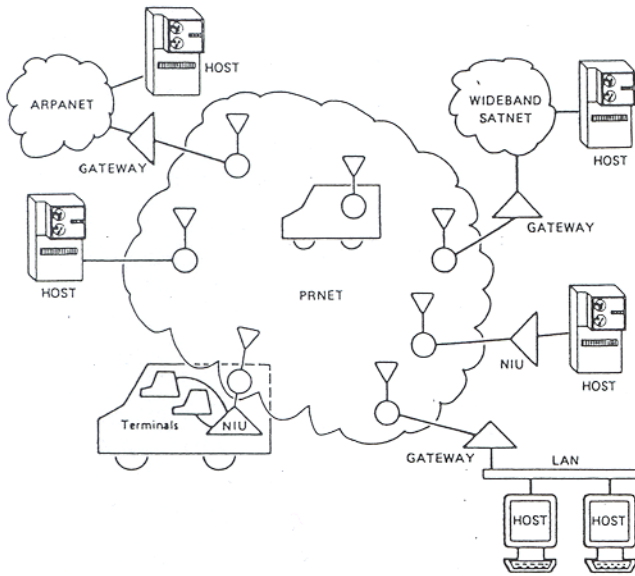 HOST
ARPANET
GATEWAY
WIDEBAND
SATNET
HOST
GATEWAY
HOST
PRNET
NIU
HOST
Terminals
NIU
GATEWAY
LAN
HOST
HOST